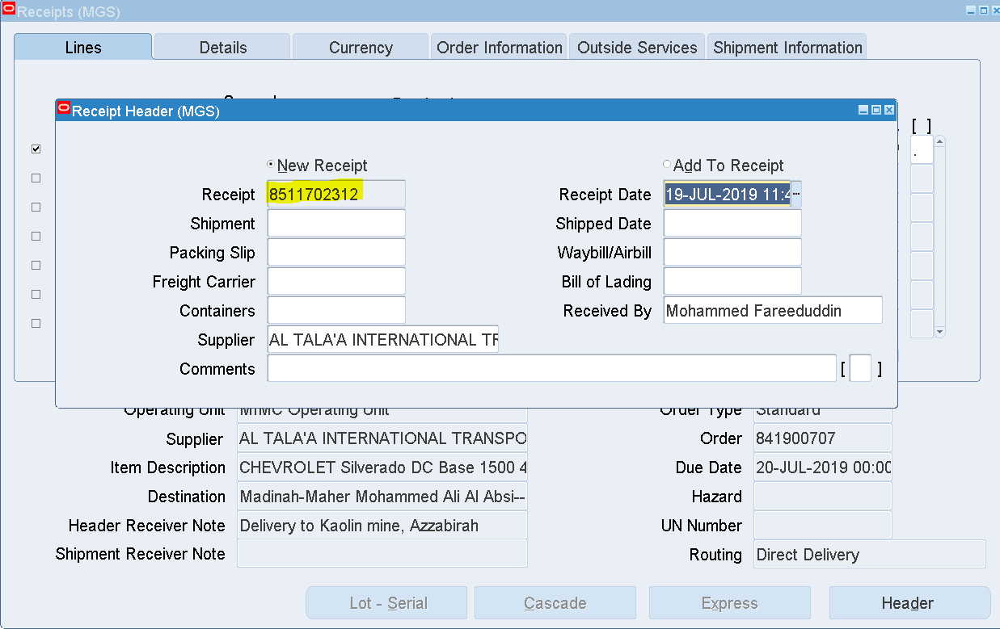 Receipts (MGS)
Lines Details Currency Order Information Outside Services Shipment Information
Receipt Header (MGS)
[ ]
New Receipt Add To Receipt
Receipt 8511702312 Receipt Date 19-JUL-2019 11:4
Shipment Shipped Date
Packing Slip Waybill/Airbill
Freight Carrier Bill of Lading
Containers Received By Mohammed Fareeduddin
Supplier AL TALA'A INTERNATIONAL TR
Comments [ ]
Operating Unit MMC Operating Unit Order Type Standard
Supplier AL TALA'A INTERNATIONAL TRANSPO Order 841900707
Item Description CHEVROLET Silverado DC Base 1500 4 Due Date 20-JUL-2019 00:00
Destination Madinah-Maher Mohammed Ali Al Absi-- Hazard
Header Receiver Note Delivery to Kaolin mine, Azzabirah UN Number
Shipment Receiver Note Routing Direct Delivery
Lot - Serial Cascade Express Header